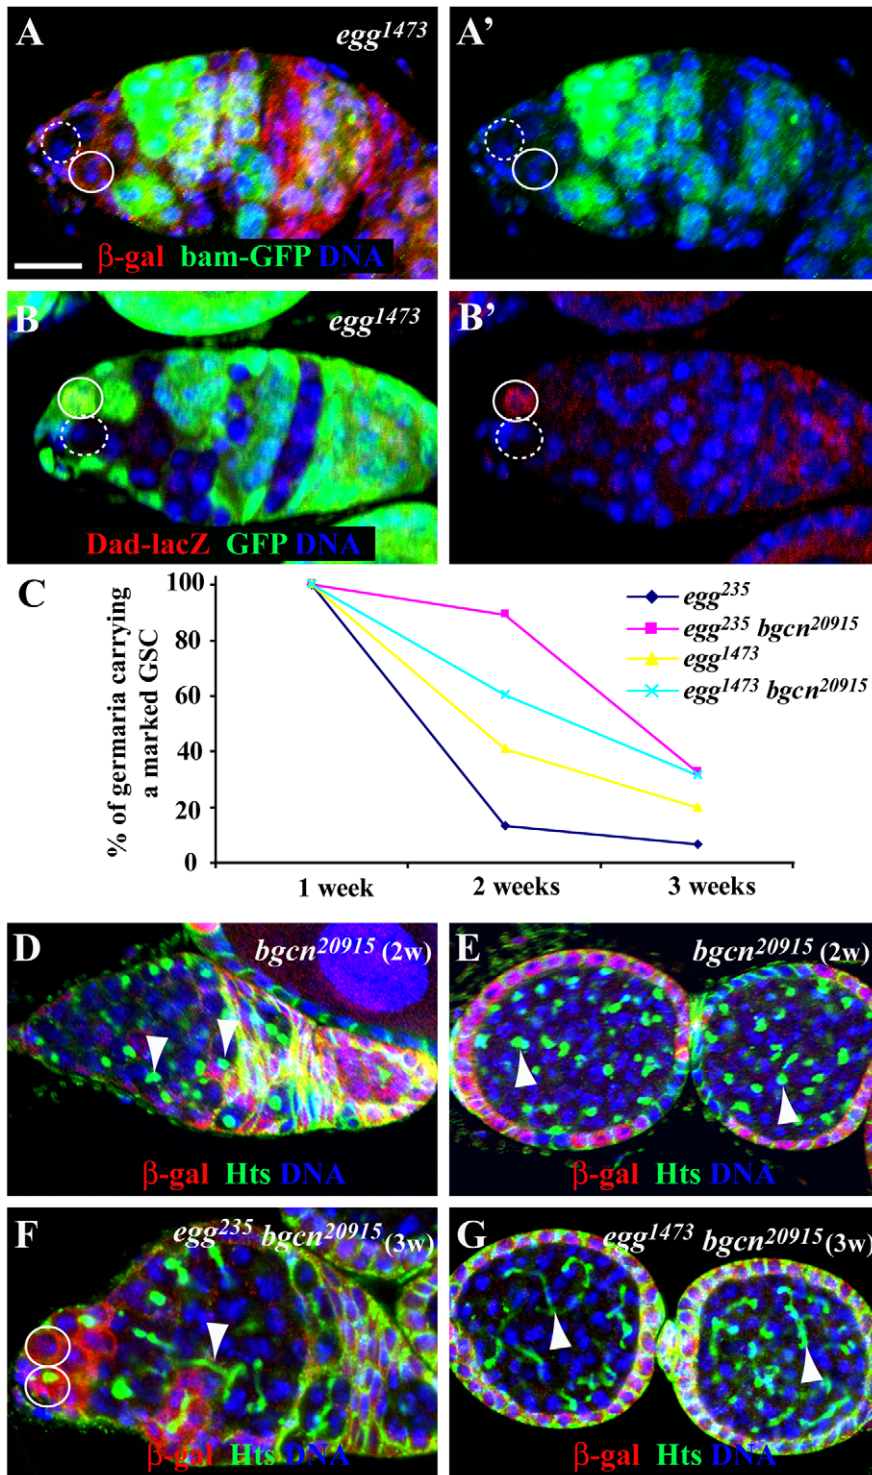 A egg¹⁴⁷³
β-gal bam-GFP DNA
A'
B egg¹⁴⁷³
Dad-lacZ GFP DNA
B'
C
% of germaria carrying
a marked GSC
100
80
60
40
20
0
1 week 2 weeks 3 weeks
egg²³⁵
egg²³⁵ bgcn²⁰⁹¹⁵
egg¹⁴⁷³
egg¹⁴⁷³ bgcn²⁰⁹¹⁵
D bgcn²⁰⁹¹⁵ (2w)
β-gal Hts DNA
E bgcn²⁰⁹¹⁵ (2w)
β-gal Hts DNA
F egg²³⁵ bgcn²⁰⁹¹⁵ (3w)
β-gal Hts DNA
G egg¹⁴⁷³ bgcn²⁰⁹¹⁵ (3w)
β-gal Hts DNA